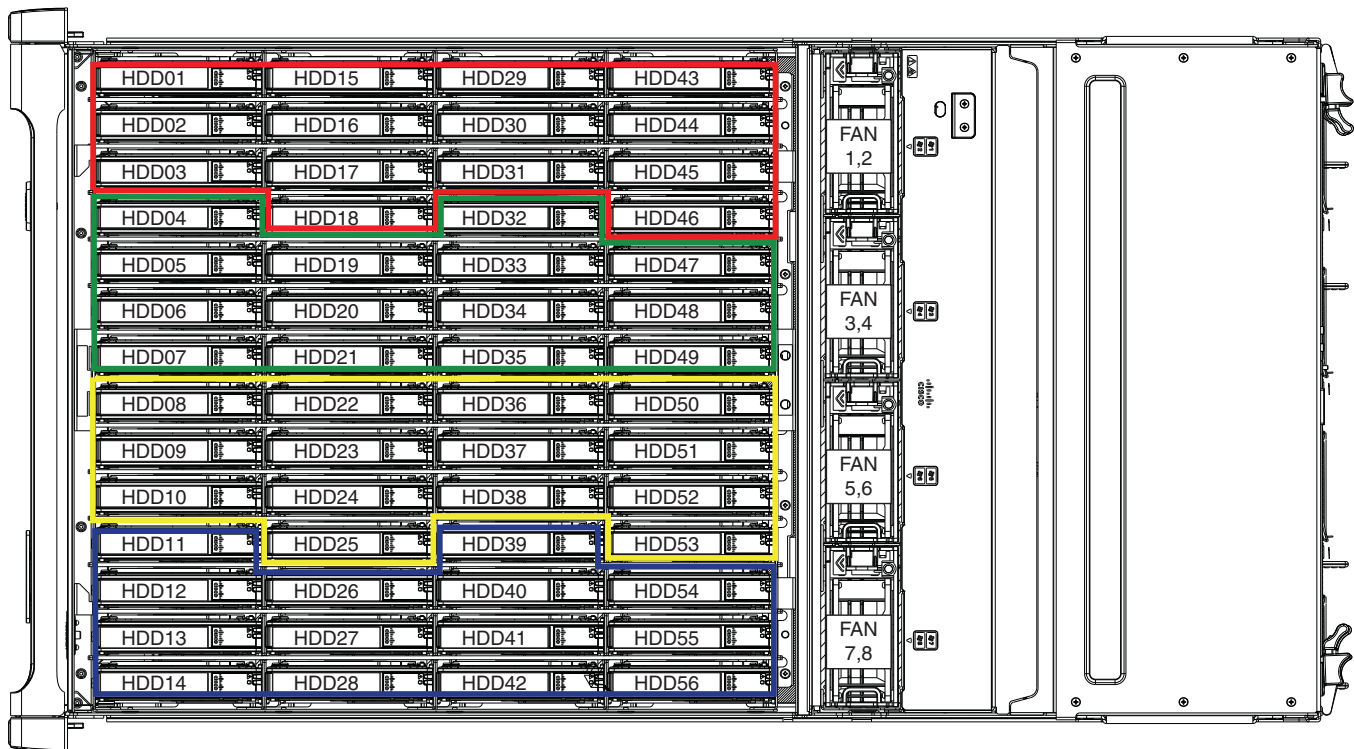 HDD01 HDD15 HDD29 HDD43
HDD02 HDD16 HDD30 HDD44
HDD03 HDD17 HDD31 HDD45
HDD04 HDD18 HDD32 HDD46
HDD05 HDD19 HDD33 HDD47
HDD06 HDD20 HDD34 HDD48
HDD07 HDD21 HDD35 HDD49
HDD08 HDD22 HDD36 HDD50
HDD09 HDD23 HDD37 HDD51
HDD10 HDD24 HDD38 HDD52
HDD11 HDD25 HDD39 HDD53
HDD12 HDD26 HDD40 HDD54
HDD13 HDD27 HDD41 HDD55
HDD14 HDD28 HDD42 HDD56
FAN
1,2
FAN
3,4
FAN
5,6
FAN
7,8
CISCO